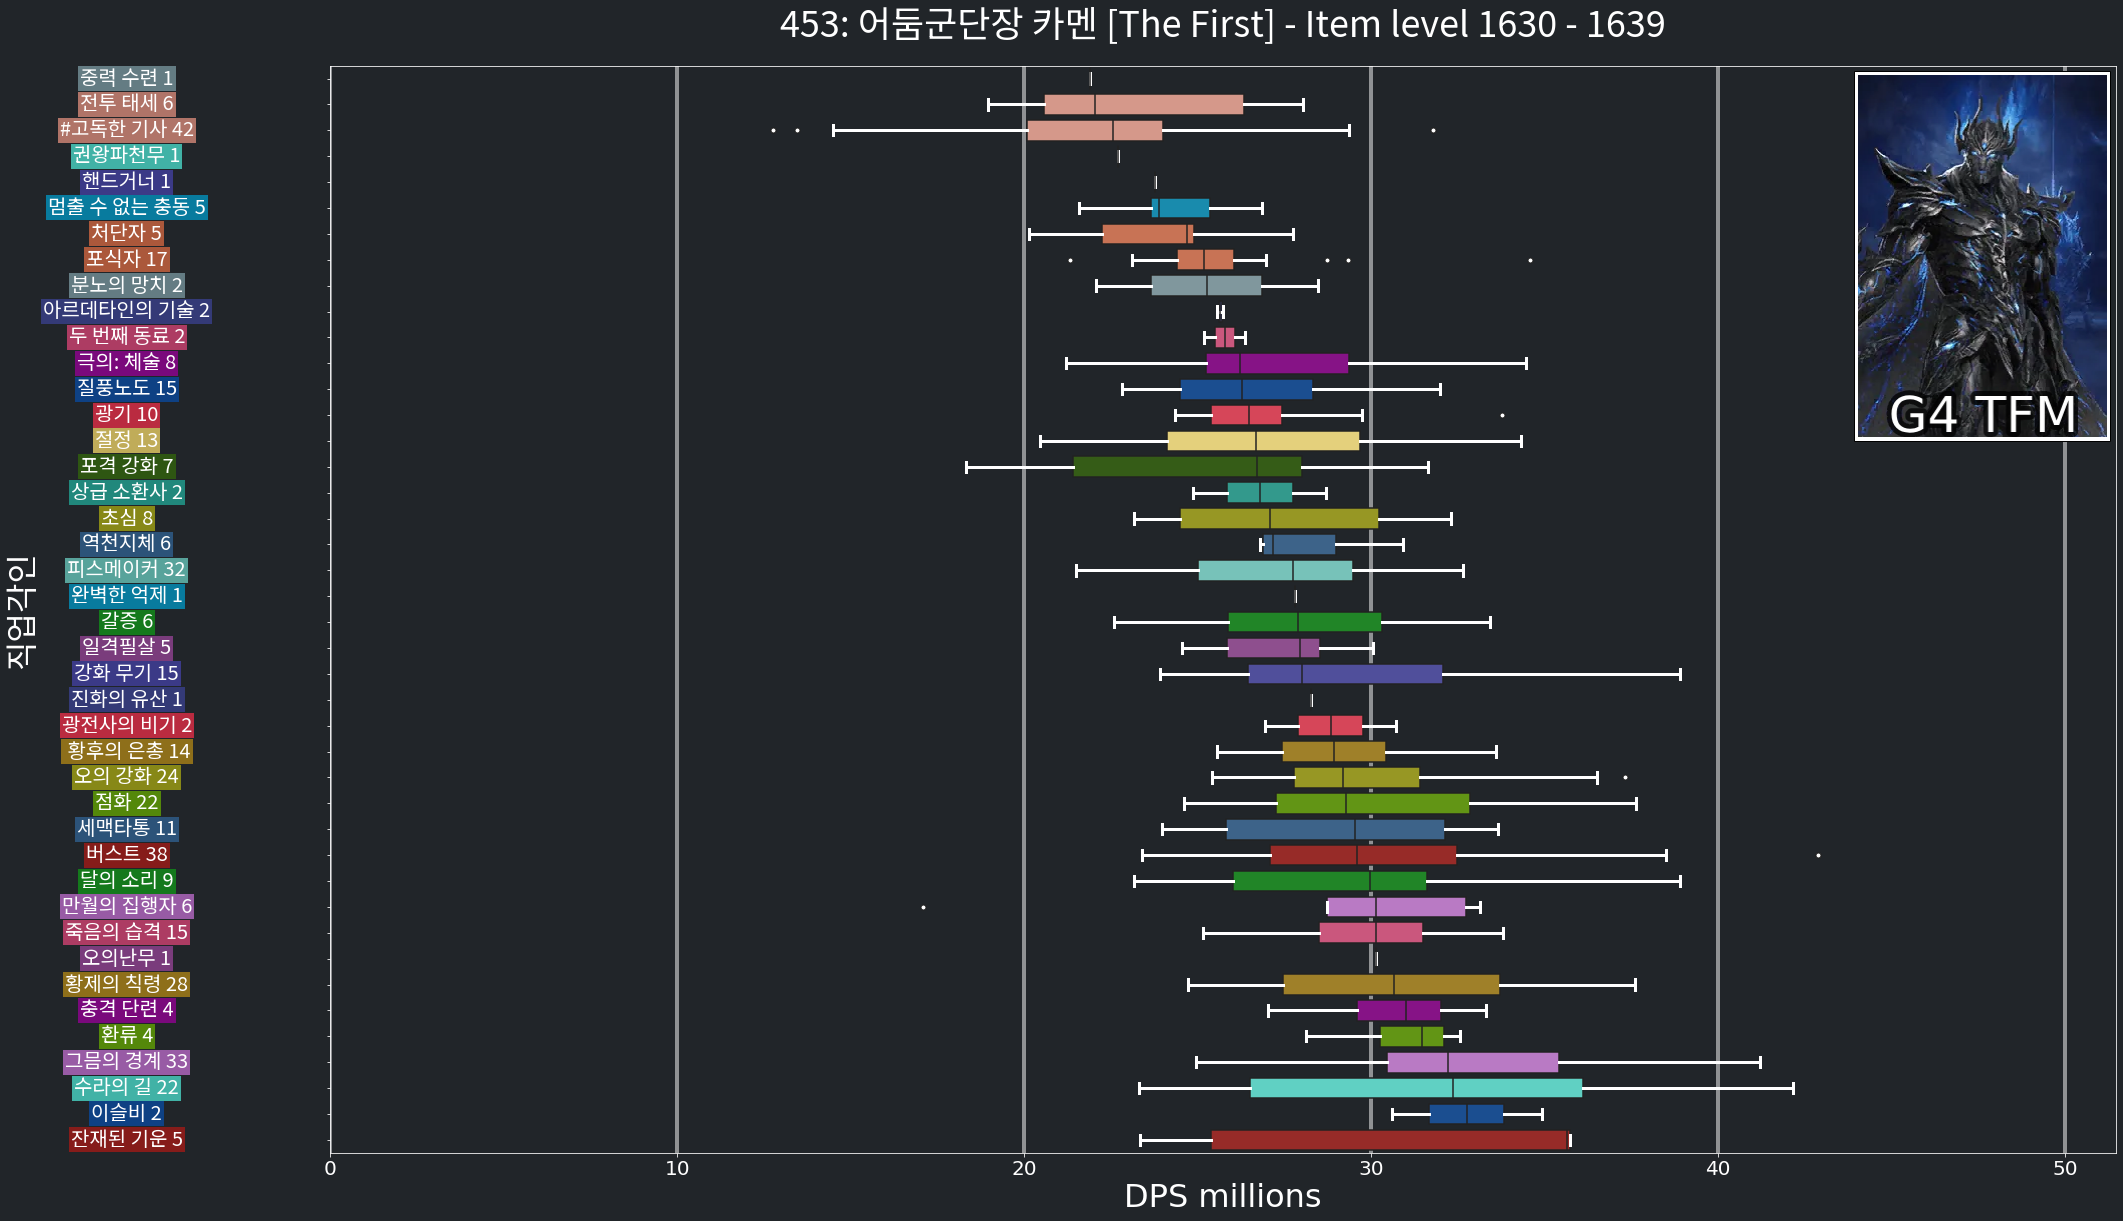 453: 어둠군단장 카멘 [The First] - Item level 1630 - 1639
중력 수련 1
전투 태세 6
#고독한 기사 42
권왕파천무 1
핸드거너 1
멈출 수 없는 충동 5
처단자 5
포식자 17
분노의 망치 2
아르데타인의 기술 2
두 번째 동료 2
극의: 체술 8
질풍노도 15
광기 10
절정 13
포격 강화 7
상급 소환사 2
초심 8
역천지체 6
피스메이커 32
완벽한 억제 1
갈증 6
일격필살 5
강화 무기 15
진화의 유산 1
광전사의 비기 2
황후의 은총 14
오의 강화 24
점화 22
세맥타통 11
버스트 38
달의 소리 9
만월의 집행자 6
죽음의 습격 15
오의난무 1
황제의 칙령 28
충격 단련 4
환류 4
그믐의 경계 33
수라의 길 22
이슬비 2
잔재된 기운 5
직업각인
G4 TFM
0 10 20 30 40 50
DPS millions